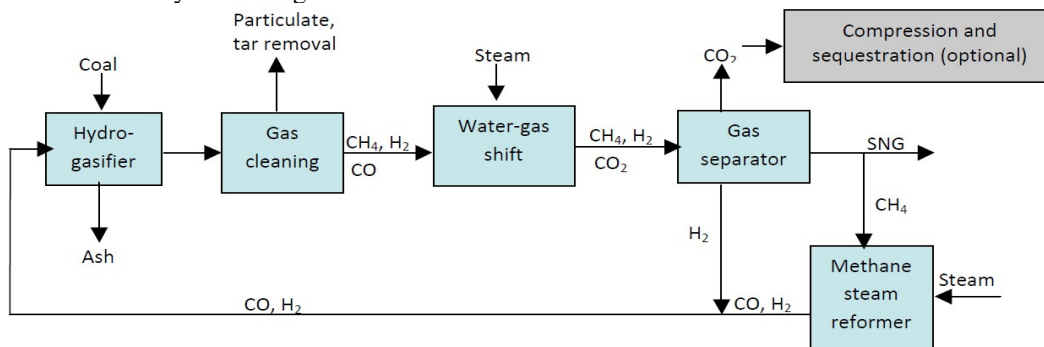 Particulate,
tar removal
Compression and
sequestration (optional)
Coal
Steam
CO₂
Hydro-
gasifier
Gas
cleaning
CH₄, H₂
CO
Water-gas
shift
CH₄, H₂
CO₂
Gas
separator
SNG
Ash
H₂
CH₄
Methane
steam
reformer
Steam
CO, H₂
CO, H₂